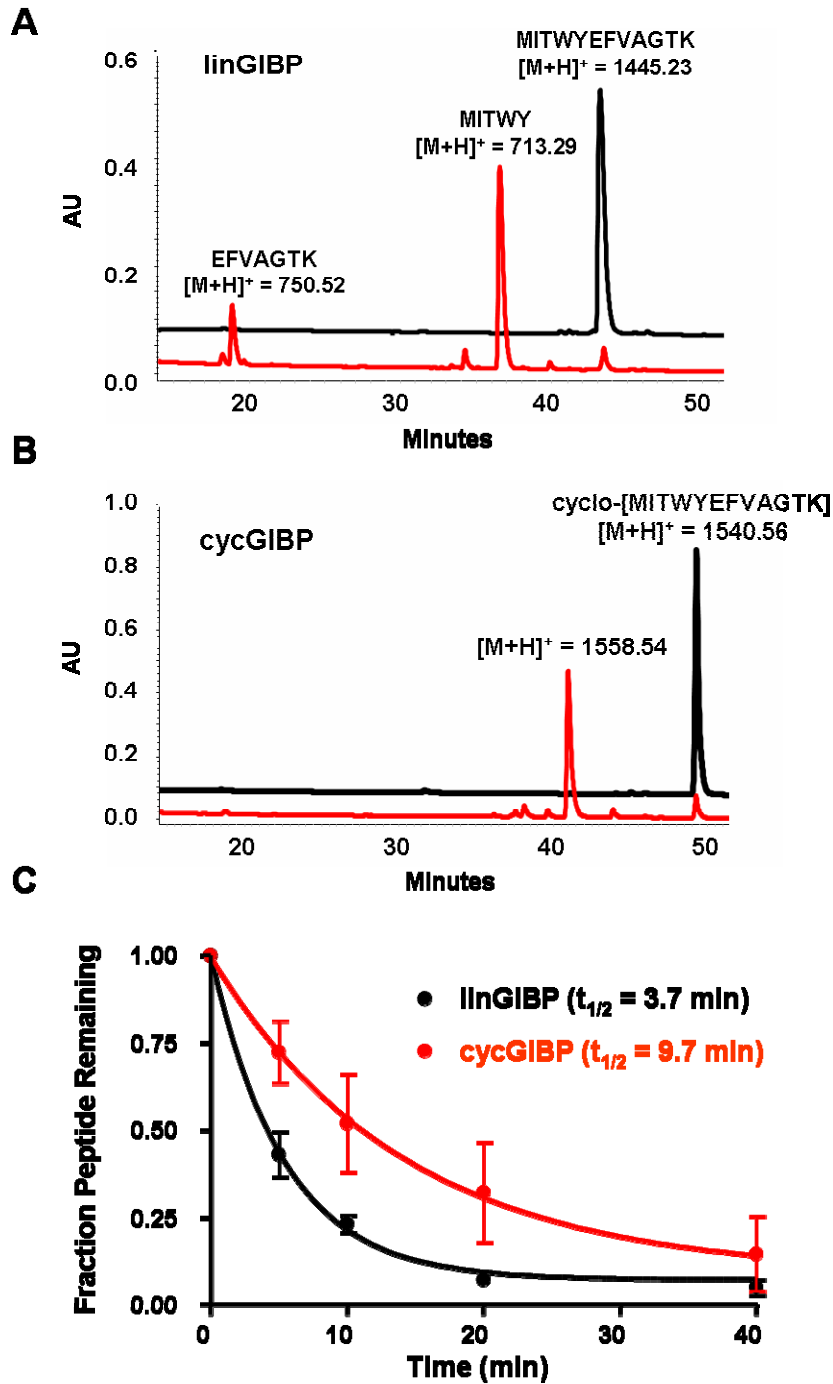 A
0.6
0.4
0.2
0.0
AU
linGIBP
MITWYEFVAGTK
[M+H]+ = 1445.23
MITWY
[M+H]+ = 713.29
EFVAGTK
[M+H]+ = 750.52
20
30
40
50
Minutes
B
1.0
0.8
0.6
0.4
0.2
0.0
AU
cycGIBP
cyclo-[MITWYEFVAGTK]
[M+H]+ = 1540.56
[M+H]+ = 1558.54
20
30
40
50
Minutes
C
Fraction Peptide Remaining
1.00
0.75
0.50
0.25
0.00
linGIBP (t1/2 = 3.7 min)
cycGIBP (t1/2 = 9.7 min)
0
10
20
30
40
Time (min)